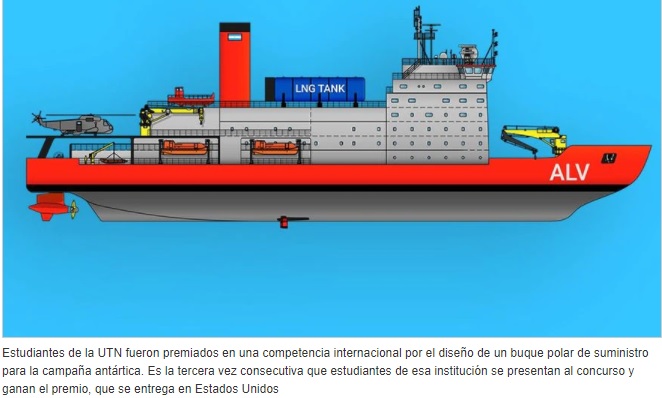 LNG TANK
ALV
Estudiantes de la UTN fueron premiados en una competencia internacional por el diseño de un buque polar de suministro
para la campaña antártica. Es la tercera vez consecutiva que estudiantes de esa institución se presentan al concurso y
ganan el premio, que se entrega en Estados Unidos